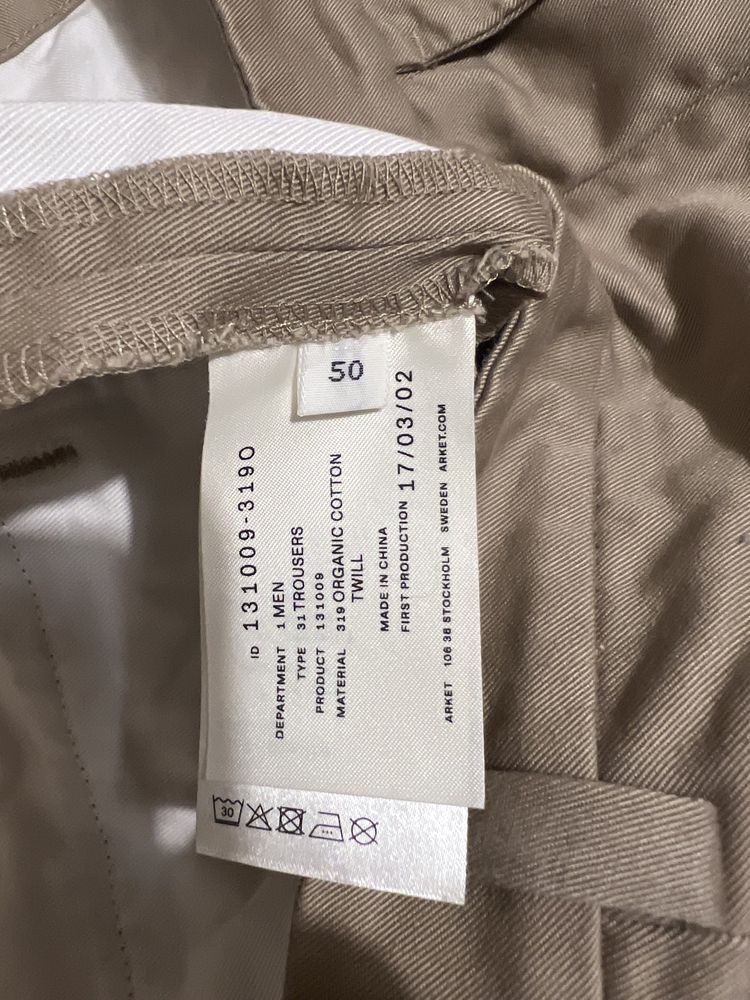 50
ID 131009-3190
DEPARTMENT 1 MEN
TYPE 31 TROUSERS
PRODUCT 131009
MATERIAL 319 ORGANIC COTTON
TWILL
MADE IN CHINA
FIRST PRODUCTION 17/03/02
ARKET 106 38 STOCKHOLM SWEDEN ARKET.COM
30